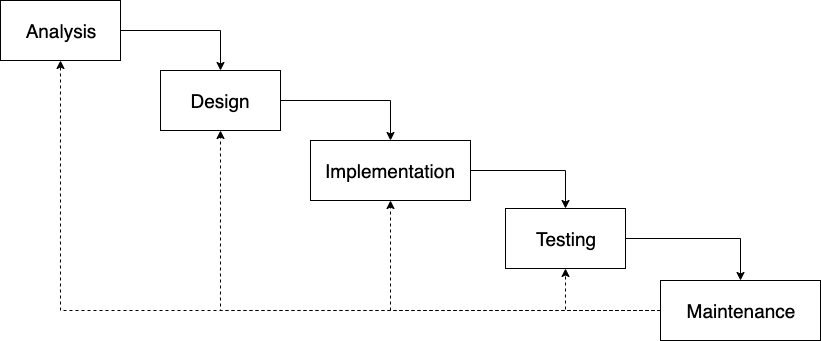 Analysis
Design
Implementation
Testing
Maintenance